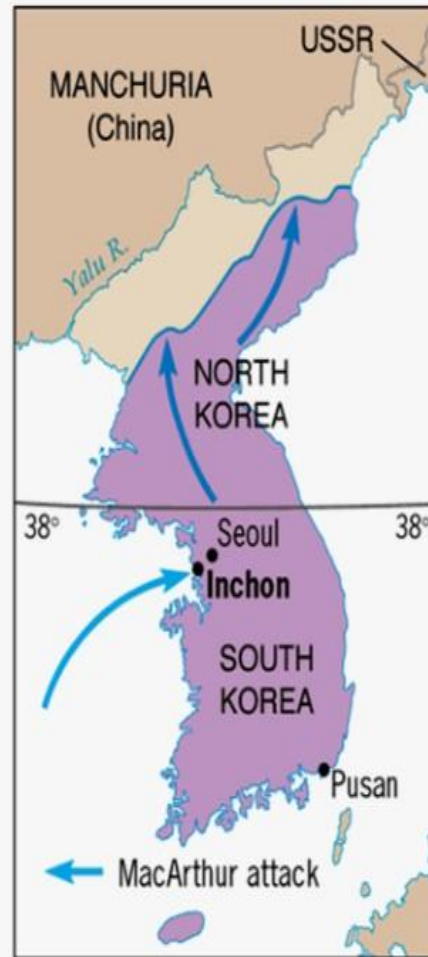 USSR
MANCHURIA
(China)
Yalu R.
NORTH
KOREA
38°
38°
Seoul
Inchon
SOUTH
KOREA
Pusan
MacArthur attack